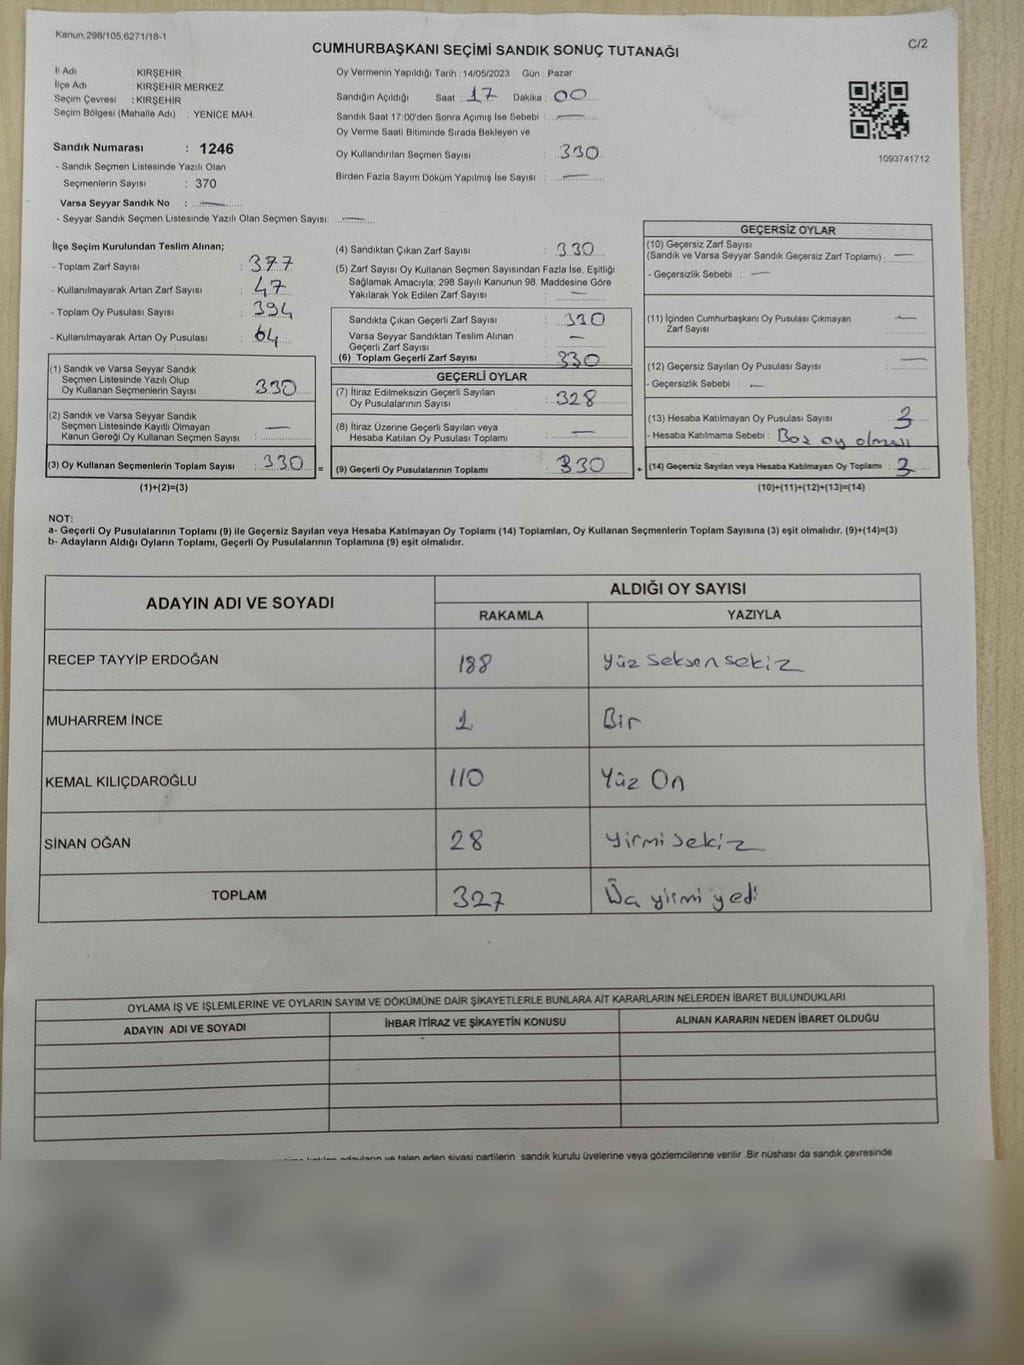 Kanun;298/105;6271/18-1
CUMHURBAŞKANI SEÇİMİ SANDIK SONUÇ TUTANAĞI
C/2
İl Adı : KIRŞEHİR
İlçe Adı : KIRŞEHİR MERKEZ
Seçim Çevresi : KIRŞEHİR
Seçim Bölgesi (Mahalle Adı) : YENİCE MAH.
Sandık Numarası : 1246
- Sandık Seçmen Listesinde Yazılı Olan
Seçmenlerin Sayısı : 370
Varsa Seyyar Sandık No :
- Seyyar Sandık Seçmen Listesinde Yazılı Olan Seçmen Sayısı:
Oy Vermenin Yapıldığı Tarih : 14/05/2023 Gün : Pazar
Sandığın Açıldığı Saat : 17 Dakika : 00
Sandık Saat 17:00'den Sonra Açımış İse Sebebi :
Oy Verme Saati Bitiminde Sırada Bekleyen ve
Oy Kullandırılan Seçmen Sayısı : 330
Birden Fazla Sayım Döküm Yapılmış İse Sayısı :
1093741712
İlçe Seçim Kurulundan Teslim Alınan;
- Toplam Zarf Sayısı : 377
- Kullanılmayarak Artan Zarf Sayısı : 47
- Toplam Oy Pusulası Sayısı : 394
- Kullanılmayarak Artan Oy Pusulası : 64
(1) Sandık ve Varsa Seyyar Sandık
Seçmen Listesinde Yazılı Olup
Oy Kullanan Seçmenlerin Sayısı : 330
(2) Sandık ve Varsa Seyyar Sandık
Seçmen Listesinde Kayıtlı Olmayan
Kanun Gereği Oy Kullanan Seçmen Sayısı :
(3) Oy Kullanan Seçmenlerin Toplam Sayısı : 330 =
(1)+(2)=(3)
(4) Sandıktan Çıkan Zarf Sayısı : 330
(5) Zarf Sayısı Oy Kullanan Seçmen Sayısından Fazla İse, Eşitliği
Sağlamak Amacıyla; 298 Sayılı Kanunun 98. Maddesine Göre
Yakılarak Yok Edilen Zarf Sayısı :
Sandıkta Çıkan Geçerli Zarf Sayısı : 330
Varsa Seyyar Sandıktan Teslim Alınan
Geçerli Zarf Sayısı :
(6) Toplam Geçerli Zarf Sayısı : 330
GEÇERLİ OYLAR
(7) İtiraz Edilmeksizin Geçerli Sayılan
Oy Pusulalarının Sayısı : 328
(8) İtiraz Üzerine Geçerli Sayılan veya
Hesaba Katılan Oy Pusulası Toplamı :
(9) Geçerli Oy Pusulalarının Toplamı : 330 +
GEÇERSİZ OYLAR
(10) Geçersiz Zarf Sayısı
(Sandık ve Varsa Seyyar Sandık Geçersiz Zarf Toplamı) :
- Geçersizlik Sebebi :
(11) İçinden Cumhurbaşkanı Oy Pusulası Çıkmayan
Zarf Sayısı :
(12) Geçersiz Sayılan Oy Pusulası Sayısı :
- Geçersizlik Sebebi :
(13) Hesaba Katılmayan Oy Pusulası Sayısı : 3
- Hesaba Katılmama Sebebi : Boş oy olması
(14) Geçersiz Sayılan veya Hesaba Katılmayan Oy Toplamı : 3
(10)+(11)+(12)+(13)=(14)
NOT:
a- Geçerli Oy Pusulalarının Toplamı (9) ile Geçersiz Sayılan veya Hesaba Katılmayan Oy Toplamı (14) Toplamları, Oy Kullanan Seçmenlerin Toplam Sayısına (3) eşit olmalıdır. (9)+(14)=(3)
b- Adayların Aldığı Oyların Toplamı, Geçerli Oy Pusulalarının Toplamına (9) eşit olmalıdır.
ADAYIN ADI VE SOYADI
ALDIĞI OY SAYISI
RAKAMLA YAZIYLA
RECEP TAYYİP ERDOĞAN 188 Yüz Seksen sekiz
MUHARREM İNCE 1 Bir
KEMAL KILIÇDAROĞLU 110 Yüz On
SİNAN OĞAN 28 Yirmi sekiz
TOPLAM 327 yirmi yedi
OYLAMA İŞ VE İŞLEMLERİNE VE OYLARIN SAYIM VE DÖKÜMÜNE DAİR ŞİKAYETLERLE BUNLARA AİT KARARLARIN NELERDEN İBARET BULUNDUKLARI
ADAYIN ADI VE SOYADI İHBAR İTİRAZ VE ŞİKAYETİN KONUSU ALINAN KARARIN NEDEN İBARET OLDUĞU
adayların ve talep eden siyasi partilerin sandık kurulu üyelerine veya gözlemcilerine verilir .Bir nüshası da sandık çevresinde